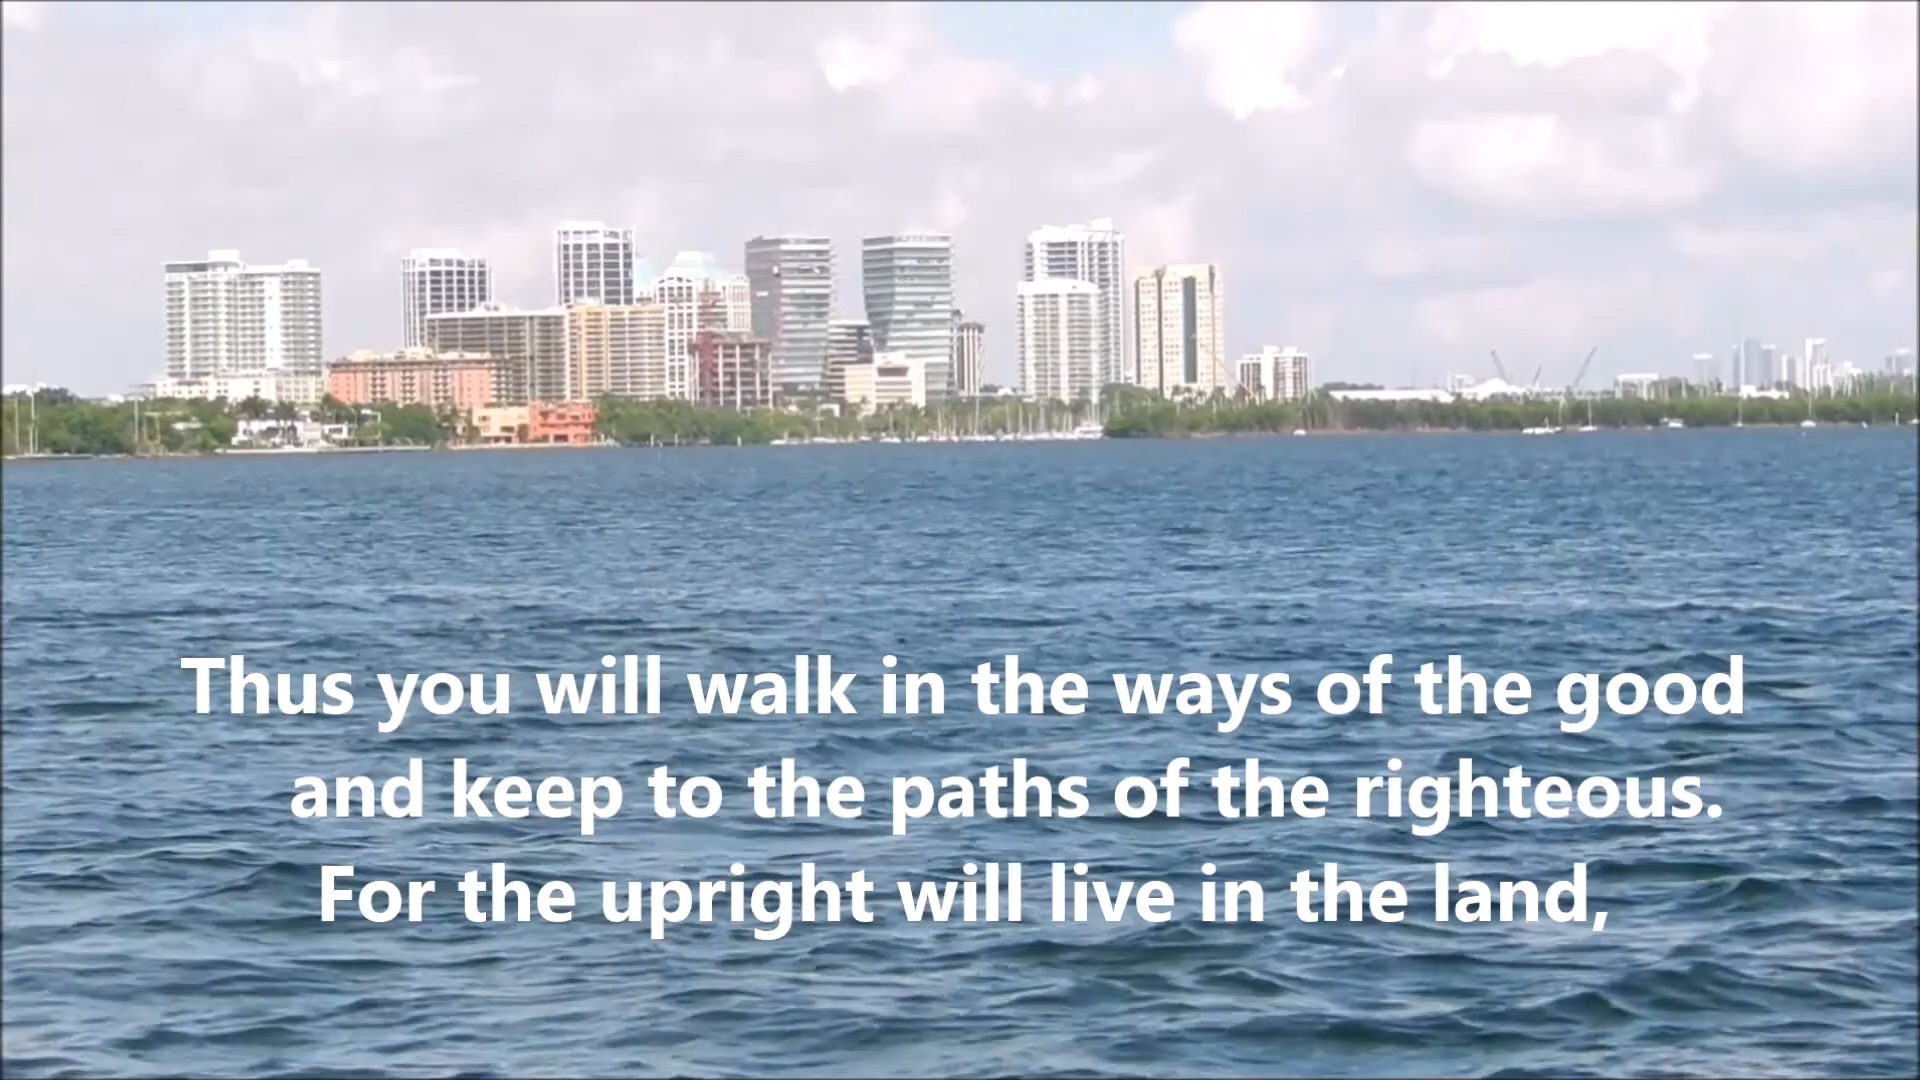 Thus you will walk in the ways of the good
and keep to the paths of the righteous.
For the upright will live in the land,